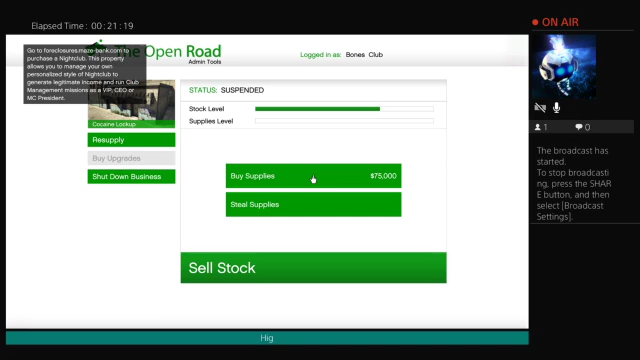 Elapsed Time : 00:21:19
ON AIR
Go to foreclosures.maze-bank.com to
purchase a Nightclub. This property
allows you to manage your own
personalized style of Nightclub to
generate legitimate income and run Club
Management missions as a VIP, CEO or
MC President.
Open Road
Admin Tools
Logged in as: Bones Club
Cocaine Lockup
Resupply
Buy Upgrades
Shut Down Business
STATUS: SUSPENDED
Stock Level
Supplies Level
Buy Supplies $75,000
Steal Supplies
Sell Stock
1 0
The broadcast has
started.
To stop broadcasti
ng, press the SHAR
E button, and then
select [Broadcast
Settings].
Hig